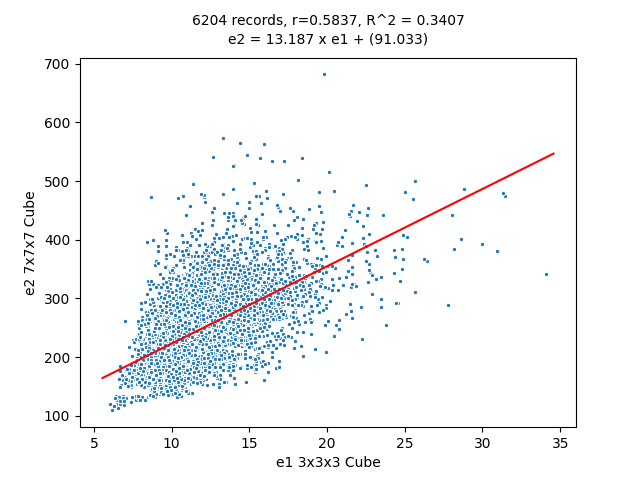 6204 records, r=0.5837, R^2 = 0.3407
e2 = 13.187 x e1 + (91.033)
700
600
500
400
300
200
100
e2 7x7x7 Cube
5 10 15 20 25 30 35
e1 3x3x3 Cube